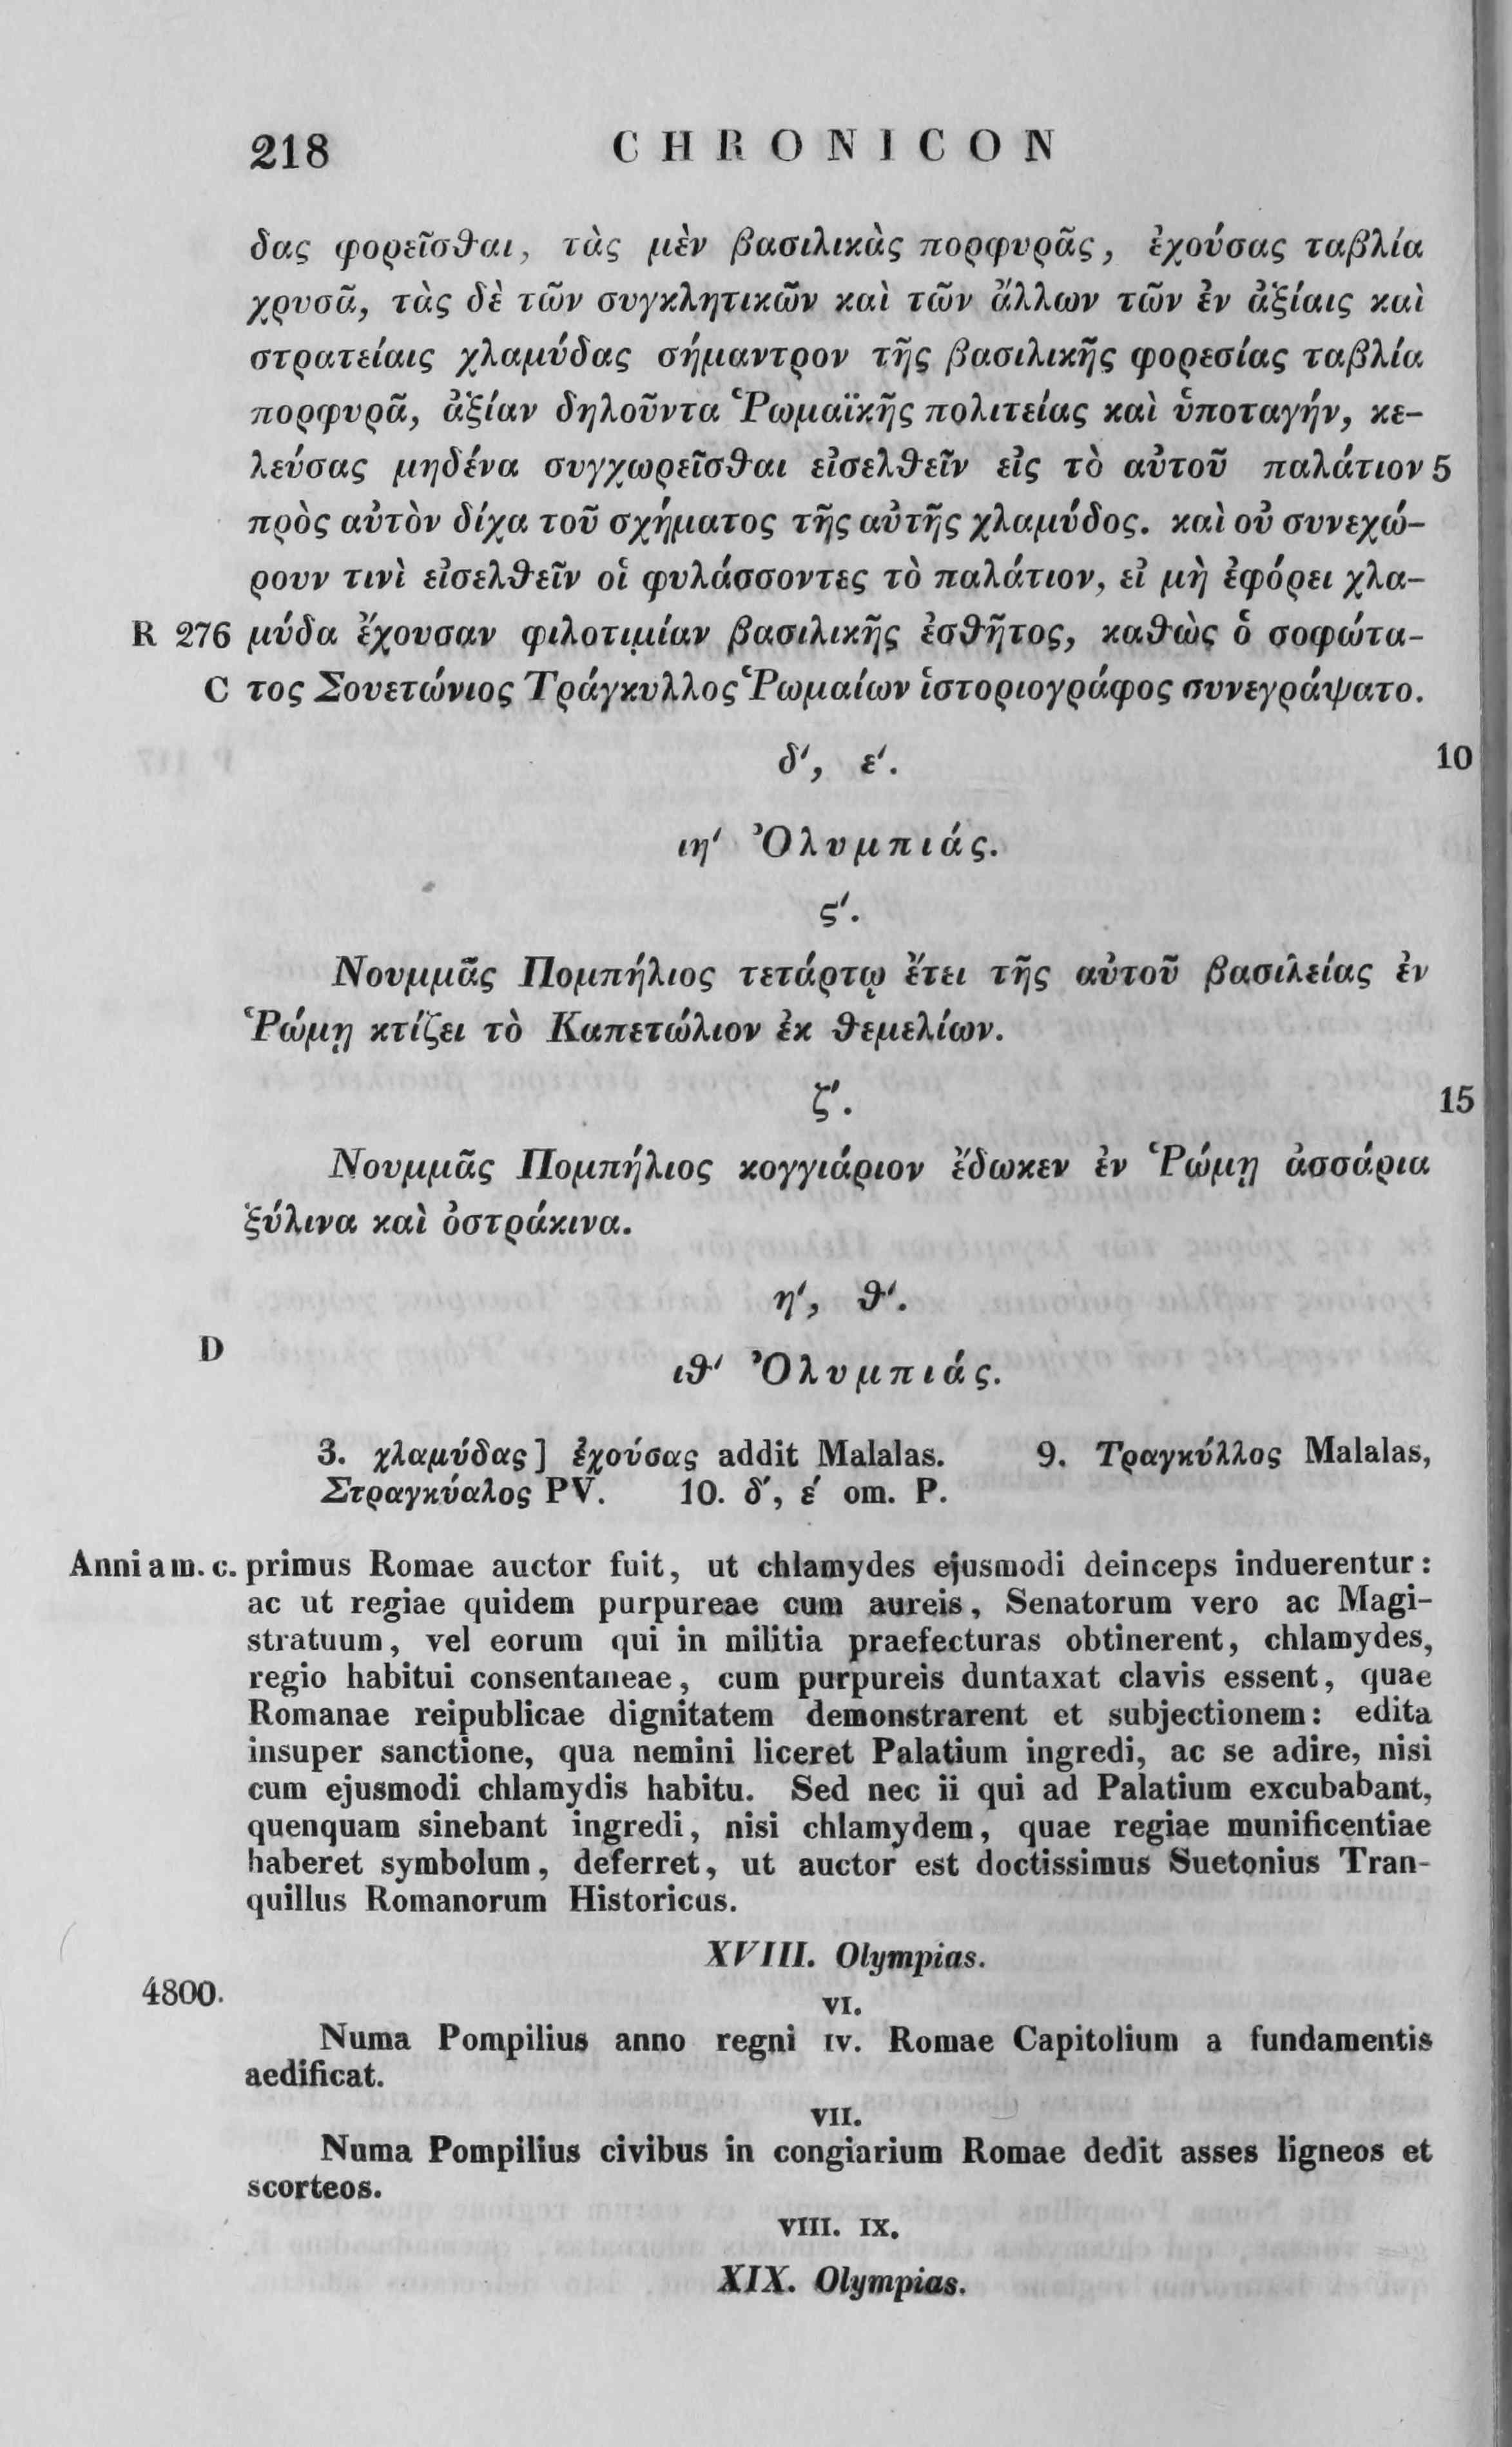 218 CHRONICON
δας φορεῖσθαι, τὰς μὲν βασιλικὰς πορφυρᾶς, ἐχούσας ταβλία
χρυσᾶ, τὰς δὲ τῶν συγκλητικῶν καὶ τῶν ἄλλων τῶν ἐν ἀξίαις καὶ
στρατείαις χλαμύδας σήμαντρον τῆς βασιλικῆς φορεσίας ταβλία
πορφυρᾶ, ἀξίαν δηλοῦντα Ῥωμαϊκῆς πολιτείας καὶ ὑποταγήν, κε-
λεύσας μηδένα συγχωρεῖσθαι εἰσελθεῖν εἰς τὸ αὐτοῦ παλάτιον 5
πρὸς αὐτὸν δίχα τοῦ σχήματος τῆς αὐτῆς χλαμύδος. καὶ οὐ συνεχώ-
ρουν τινὶ εἰσελθεῖν οἱ φυλάσσοντες τὸ παλάτιον, εἰ μὴ ἐφόρει χλα-
R 276 μύδα ἔχουσαν φιλοτιμίαν βασιλικῆς ἐσθῆτος, καθὼς ὁ σοφώτα-
C τος Σουετώνιος Τράγκυλλος Ῥωμαίων ἱστοριογράφος συνεγράψατο.
δ′, ε′. 10
ιη′ Ὀλυμπιάς.
ς′.
Νουμμᾶς Πομπήλιος τετάρτῳ ἔτει τῆς αὐτοῦ βασιλείας ἐν
Ῥώμῃ κτίζει τὸ Καπετώλιον ἐκ θεμελίων.
ζ′. 15
Νουμμᾶς Πομπήλιος κογγιάριον ἔδωκεν ἐν Ῥώμῃ ἀσσάρια
ξύλινα καὶ ὀστράκινα.
η′, θ′.
D ιθ′ Ὀλυμπιάς.
3. χλαμύδας] ἐχούσας addit Malalas. 9. Τραγκύλλος Malalas,
Στραγκύαλος PV. 10. δ′, ε′ om. P.
Anni a m. c. primus Romae auctor fuit, ut chlamydes ejusmodi deinceps induerentur:
ac ut regiae quidem purpureae cum aureis, Senatorum vero ac Magi-
stratuum, vel eorum qui in militia praefecturas obtinerent, chlamydes,
regio habitui consentaneae, cum purpureis duntaxat clavis essent, quae
Romanae reipublicae dignitatem demonstrarent et subjectionem: edita
insuper sanctione, qua nemini liceret Palatium ingredi, ac se adire, nisi
cum ejusmodi chlamydis habitu. Sed nec ii qui ad Palatium excubabant,
quenquam sinebant ingredi, nisi chlamydem, quae regiae munificentiae
haberet symbolum, deferret, ut auctor est doctissimus Suetonius Tran-
quillus Romanorum Historicus.
XVIII. Olympias.
4800. VI.
Numa Pompilius anno regni IV. Romae Capitolium a fundamentis
aedificat.
VII.
Numa Pompilius civibus in congiarium Romae dedit asses ligneos et
scorteos.
VIII. IX.
XIX. Olympias.